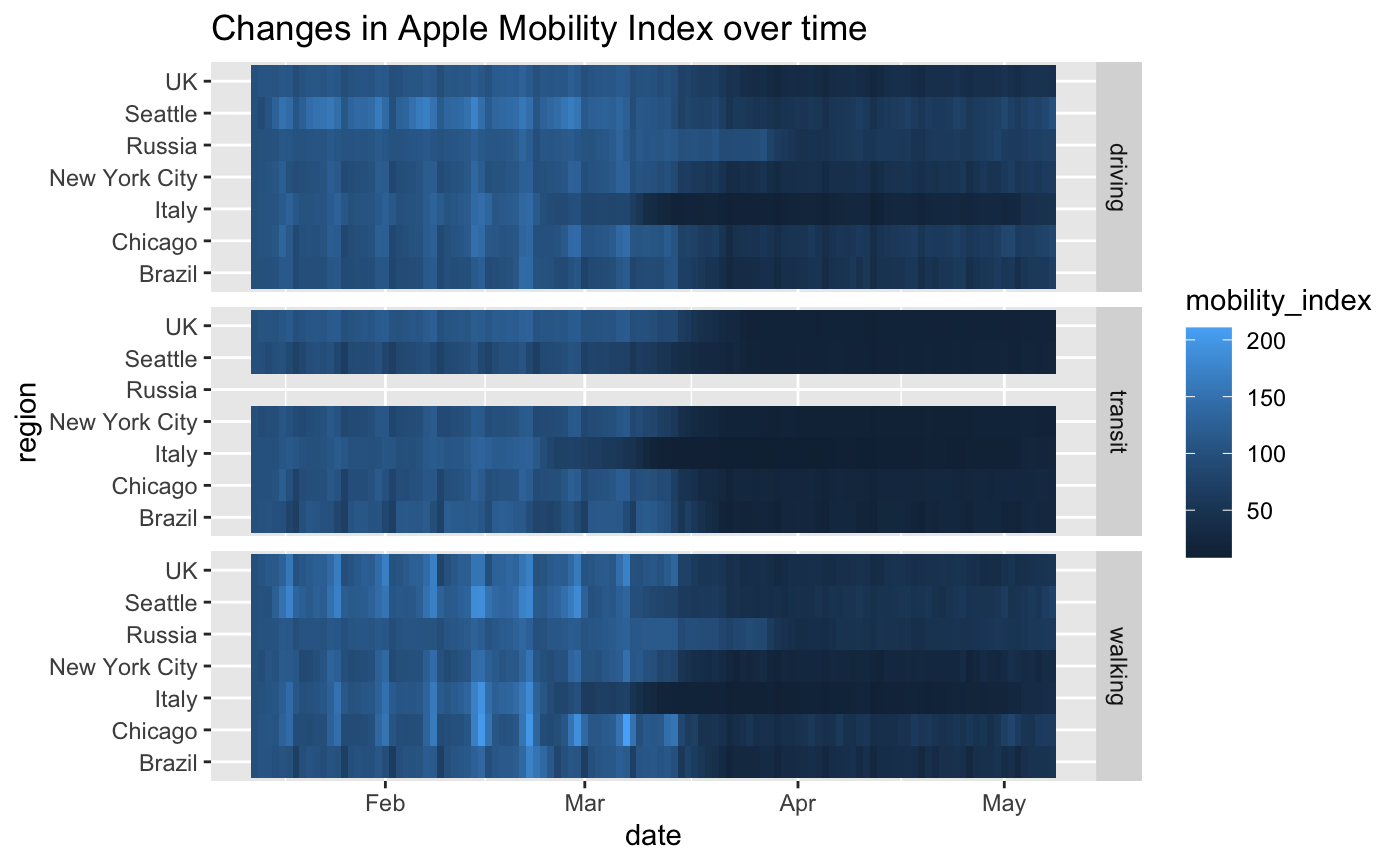 Changes in Apple Mobility Index over time
UK
Seattle
Russia
New York City
Italy
Chicago
Brazil
driving
UK
Seattle
Russia
New York City
Italy
Chicago
Brazil
transit
UK
Seattle
Russia
New York City
Italy
Chicago
Brazil
walking
region
Feb
Mar
Apr
May
date
mobility_index
200
150
100
50